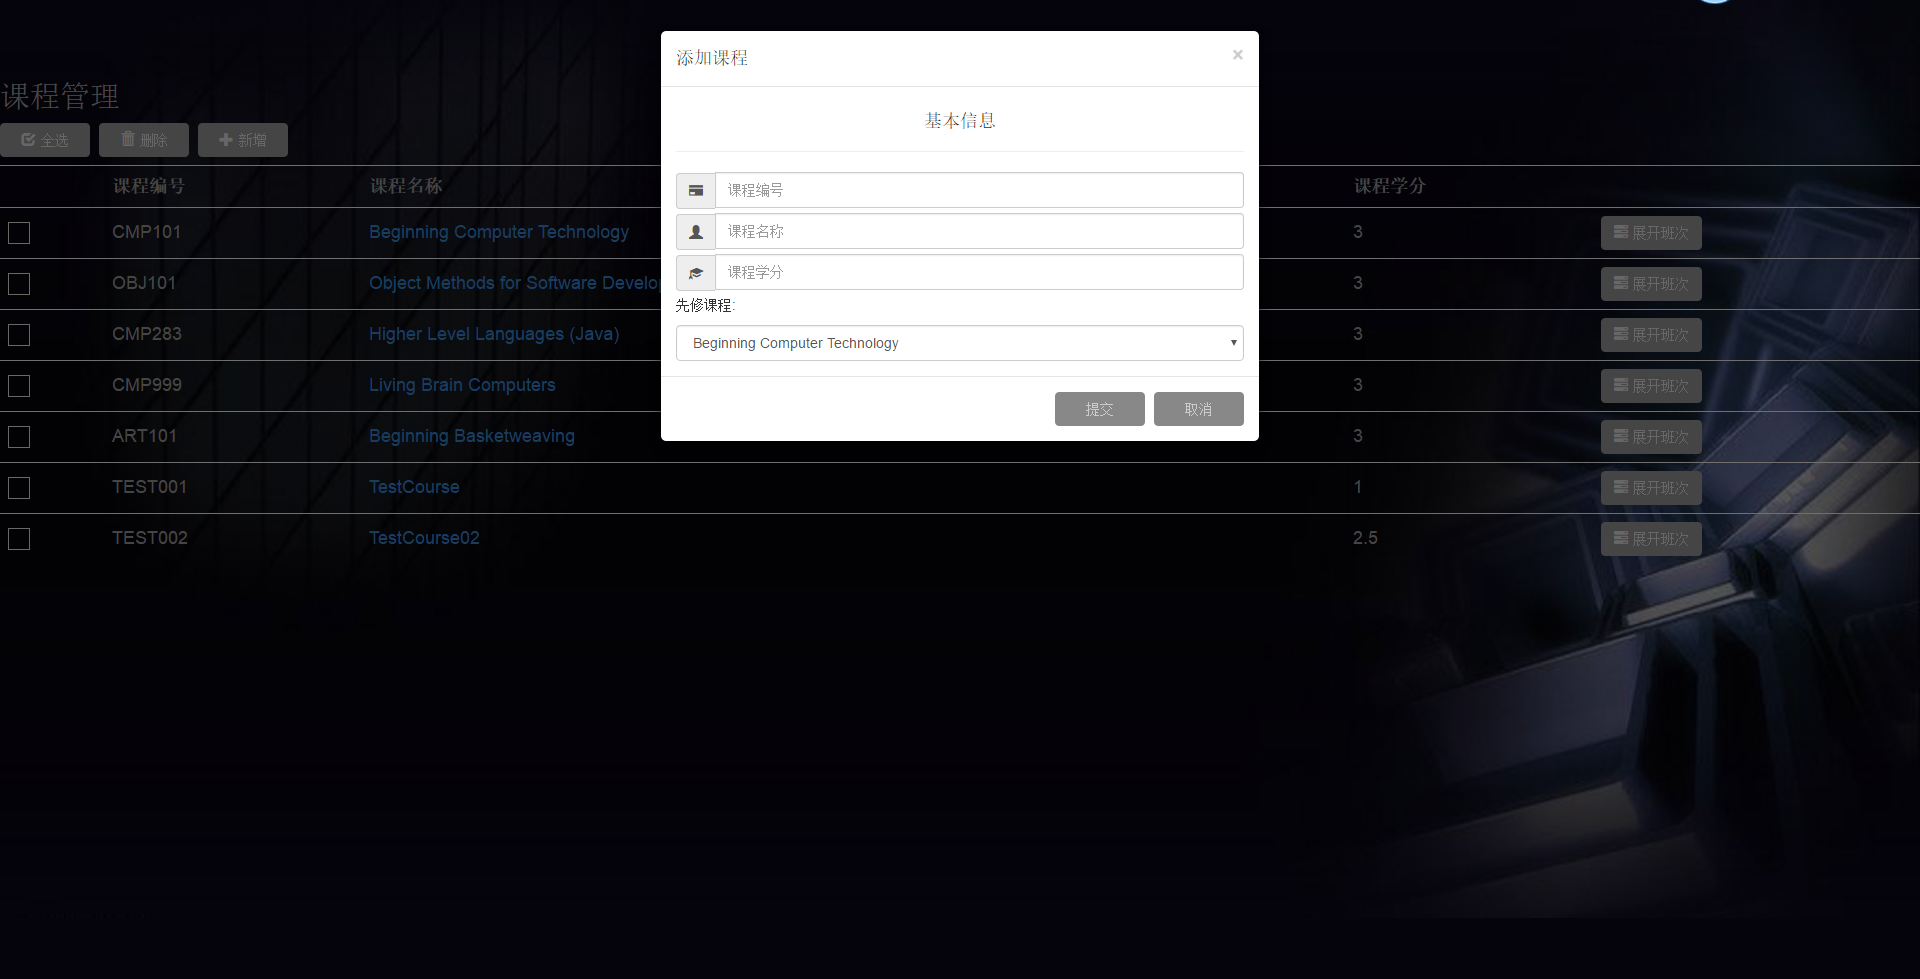 添加课程 ×
基本信息
课程编号
课程名称
课程学分
先修课程:
Beginning Computer Technology
提交 取消
课程管理
全选 删除 新增
课程编号 课程名称 课程学分
CMP101 Beginning Computer Technology 3 展开班次
OBJ101 Object Methods for Software Develo 3 展开班次
CMP283 Higher Level Languages (Java) 3 展开班次
CMP999 Living Brain Computers 3 展开班次
ART101 Beginning Basketweaving 3 展开班次
TEST001 TestCourse 1 展开班次
TEST002 TestCourse02 2.5 展开班次